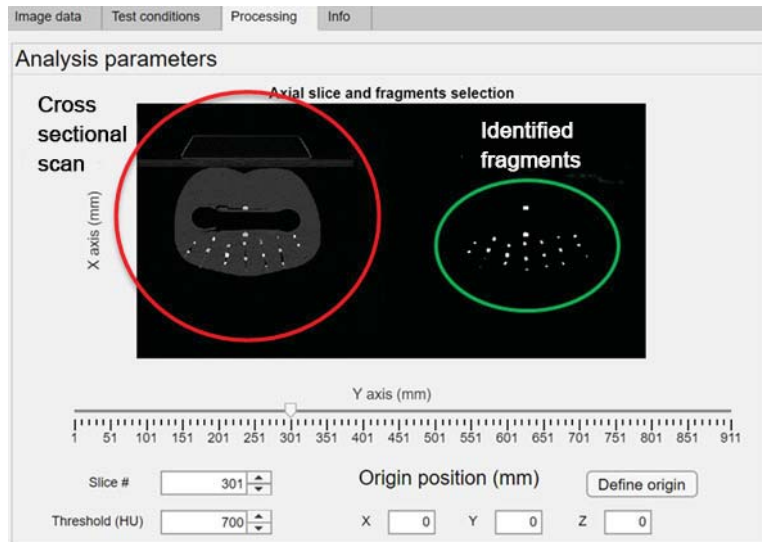 Image data Test conditions Processing Info
Analysis parameters
Axial slice and fragments selection
Cross
sectional
scan
Identified
fragments
X axis (mm)
Y axis (mm)
1 51 101 151 201 251 301 351 401 451 501 551 601 651 701 751 801 851 911
Slice # 301
Origin position (mm) Define origin
Threshold (HU) 700
X 0 Y 0 Z 0